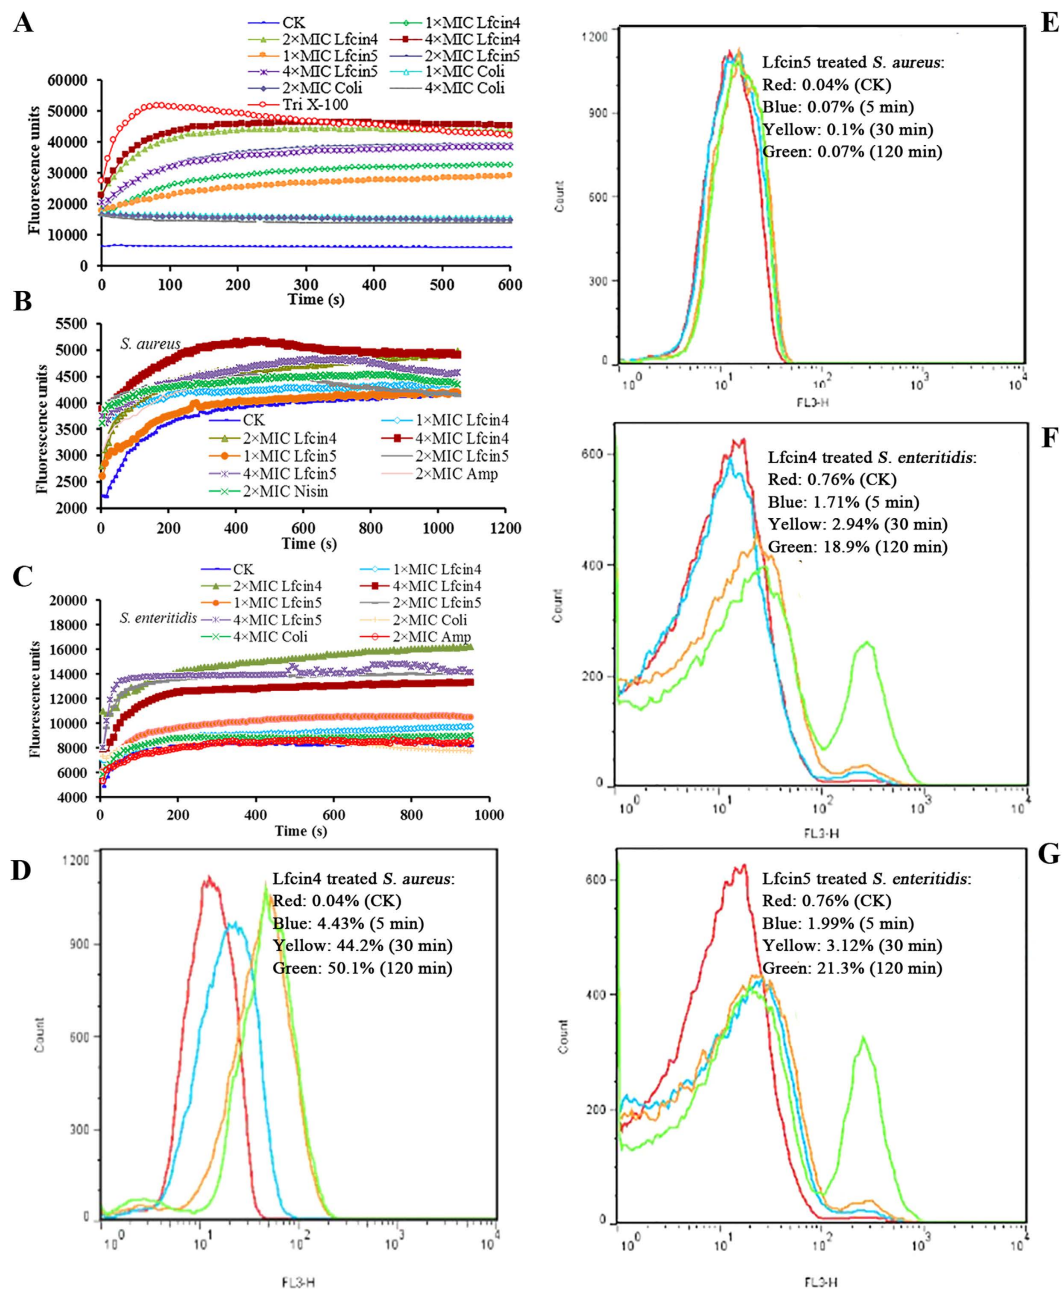 A
CK 1×MIC Lfcin4
2×MIC Lfcin4 4×MIC Lfcin4
1×MIC Lfcin5 2×MIC Lfcin5
4×MIC Lfcin5 1×MIC Coli
2×MIC Coli 4×MIC Coli
Tri X-100
60000
50000
40000
30000
20000
10000
0
Fluorescence units
0 100 200 300 400 500 600
Time (s)
B
5500
5000
4500
4000
3500
3000
2500
2000
Fluorescence units
S. aureus
CK 1×MIC Lfcin4
2×MIC Lfcin4 4×MIC Lfcin4
1×MIC Lfcin5 2×MIC Lfcin5
4×MIC Lfcin5 2×MIC Amp
2×MIC Nisin
0 200 400 600 800 1000 1200
Time (s)
C
CK 1×MIC Lfcin4
2×MIC Lfcin4 4×MIC Lfcin4
1×MIC Lfcin5 2×MIC Lfcin5
4×MIC Lfcin5 2×MIC Coli
4×MIC Coli 2×MIC Amp
S. enteritidis
20000
18000
16000
14000
12000
10000
8000
6000
4000
Fluorescence units
0 200 400 600 800 1000
Time (s)
D
1200
900
600
300
0
Count
Lfcin4 treated S. aureus:
Red: 0.04% (CK)
Blue: 4.43% (5 min)
Yellow: 44.2% (30 min)
Green: 50.1% (120 min)
10⁰ 10¹ 10² 10³ 10⁴
FL3-H
E
1200
900
600
300
0
Count
Lfcin5 treated S. aureus:
Red: 0.04% (CK)
Blue: 0.07% (5 min)
Yellow: 0.1% (30 min)
Green: 0.07% (120 min)
10⁰ 10¹ 10² 10³ 10⁴
FL3-H
F
600
400
200
0
Count
Lfcin4 treated S. enteritidis:
Red: 0.76% (CK)
Blue: 1.71% (5 min)
Yellow: 2.94% (30 min)
Green: 18.9% (120 min)
10⁰ 10¹ 10² 10³ 10⁴
FL3-H
G
600
400
200
0
Count
Lfcin5 treated S. enteritidis:
Red: 0.76% (CK)
Blue: 1.99% (5 min)
Yellow: 3.12% (30 min)
Green: 21.3% (120 min)
10⁰ 10¹ 10² 10³ 10⁴
FL3-H